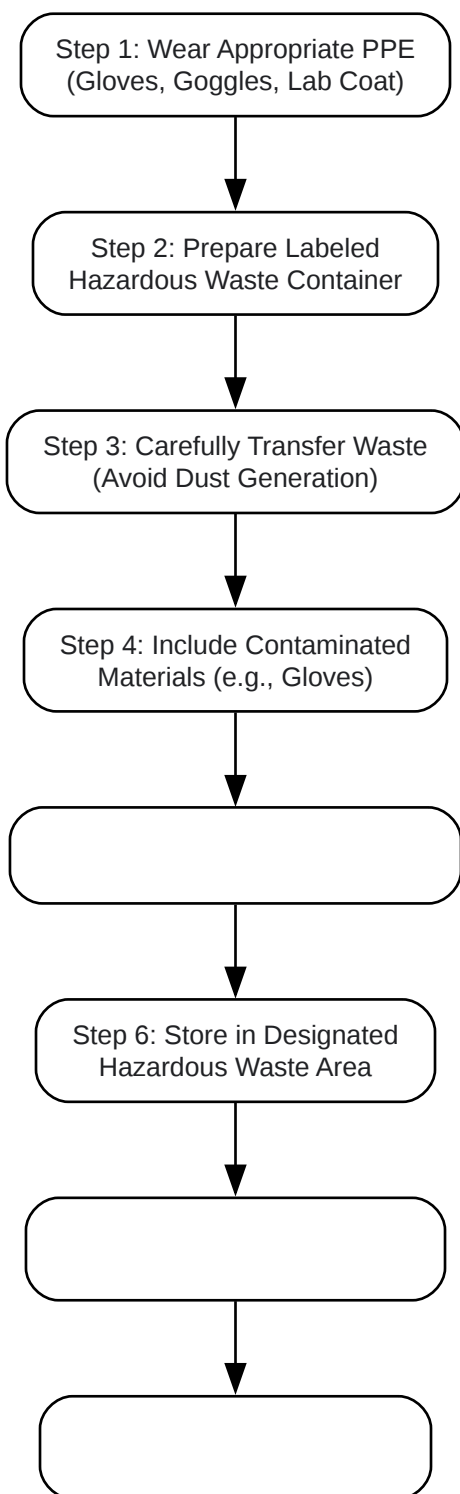 Step 1: Wear Appropriate PPE
(Gloves, Goggles, Lab Coat)
Step 2: Prepare Labeled
Hazardous Waste Container
Step 3: Carefully Transfer Waste
(Avoid Dust Generation)
Step 4: Include Contaminated
Materials (e.g., Gloves)
Step 6: Store in Designated
Hazardous Waste Area